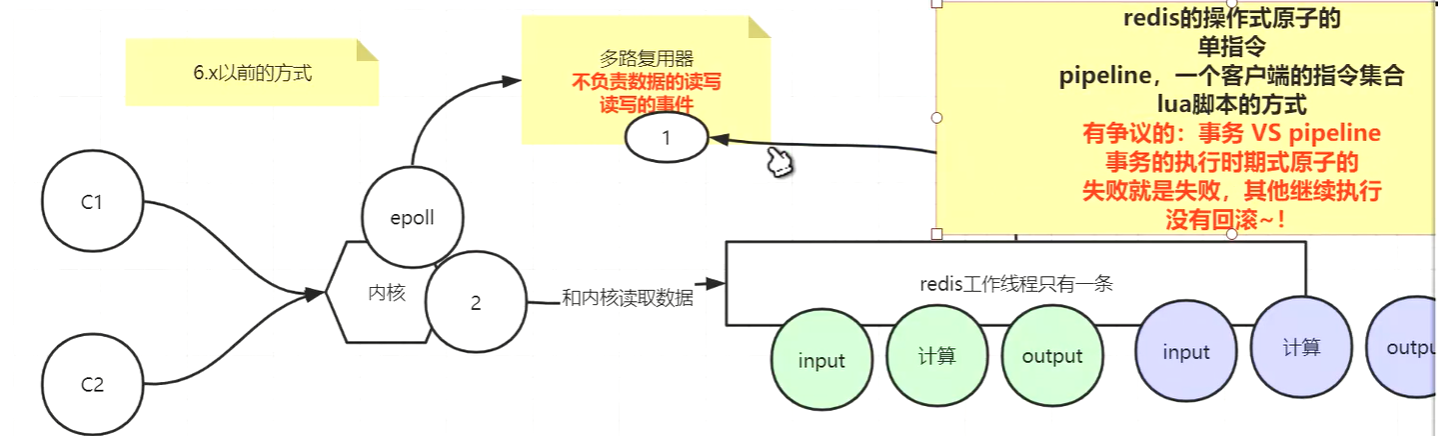 6.x以前的方式
多路复用器
不负责数据的读写
读写的事件
1
redis的操作式原子的
单指令
pipeline，一个客户端的指令集合
lua脚本的方式
有争议的：事务 VS pipeline
事务的执行时期式原子的
失败就是失败，其他继续执行
没有回滚~！
C1
epoll
内核
2
和内核读取数据
redis工作线程只有一条
input
计算
output
input
计算
outpu
C2